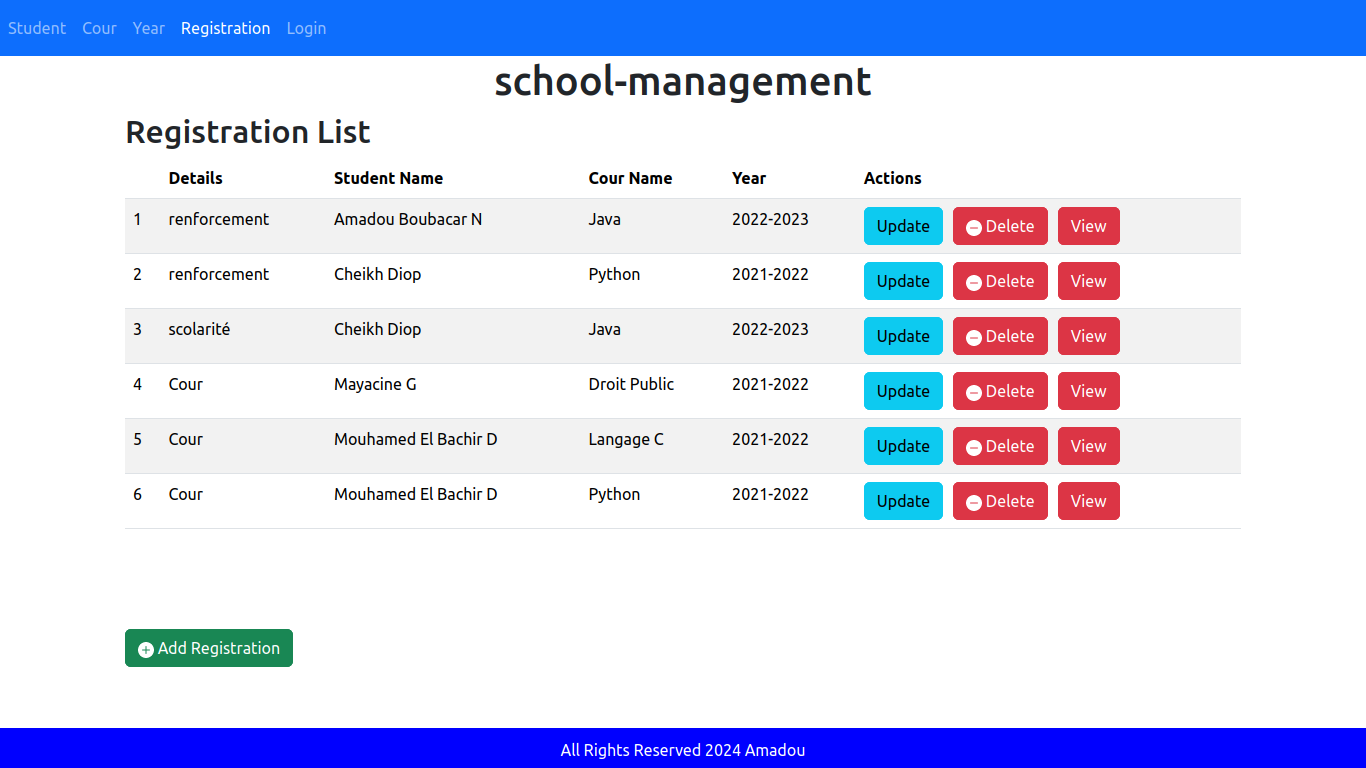 Student Cour Year Registration Login
school-management
Registration List
Details Student Name Cour Name Year Actions
1 renforcement Amadou Boubacar N Java 2022-2023 Update Delete View
2 renforcement Cheikh Diop Python 2021-2022 Update Delete View
3 scolarité Cheikh Diop Java 2022-2023 Update Delete View
4 Cour Mayacine G Droit Public 2021-2022 Update Delete View
5 Cour Mouhamed El Bachir D Langage C 2021-2022 Update Delete View
6 Cour Mouhamed El Bachir D Python 2021-2022 Update Delete View
Add Registration
All Rights Reserved 2024 Amadou